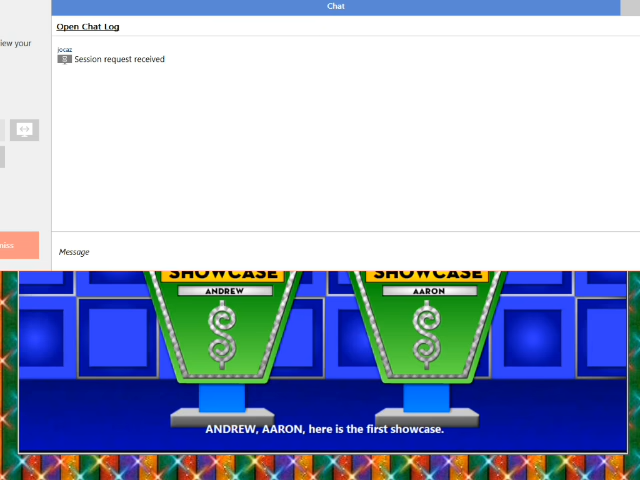 Chat
Open Chat Log
iew your
jocaz
Session request received
niss
Message
SHOWCASE
SHOWCASE
ANDREW
AARON
ANDREW, AARON, here is the first showcase.